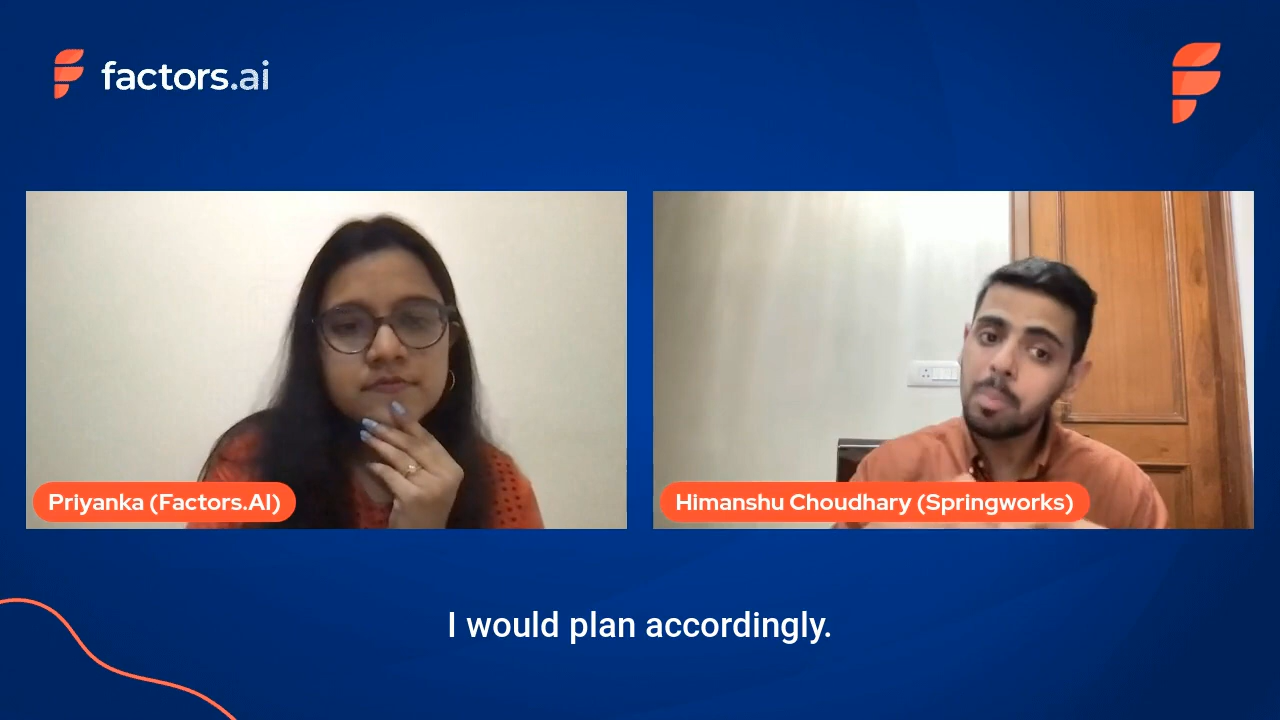 factors.ai
Priyanka (Factors.AI)
Himanshu Choudhary (Springworks)
I would plan accordingly.